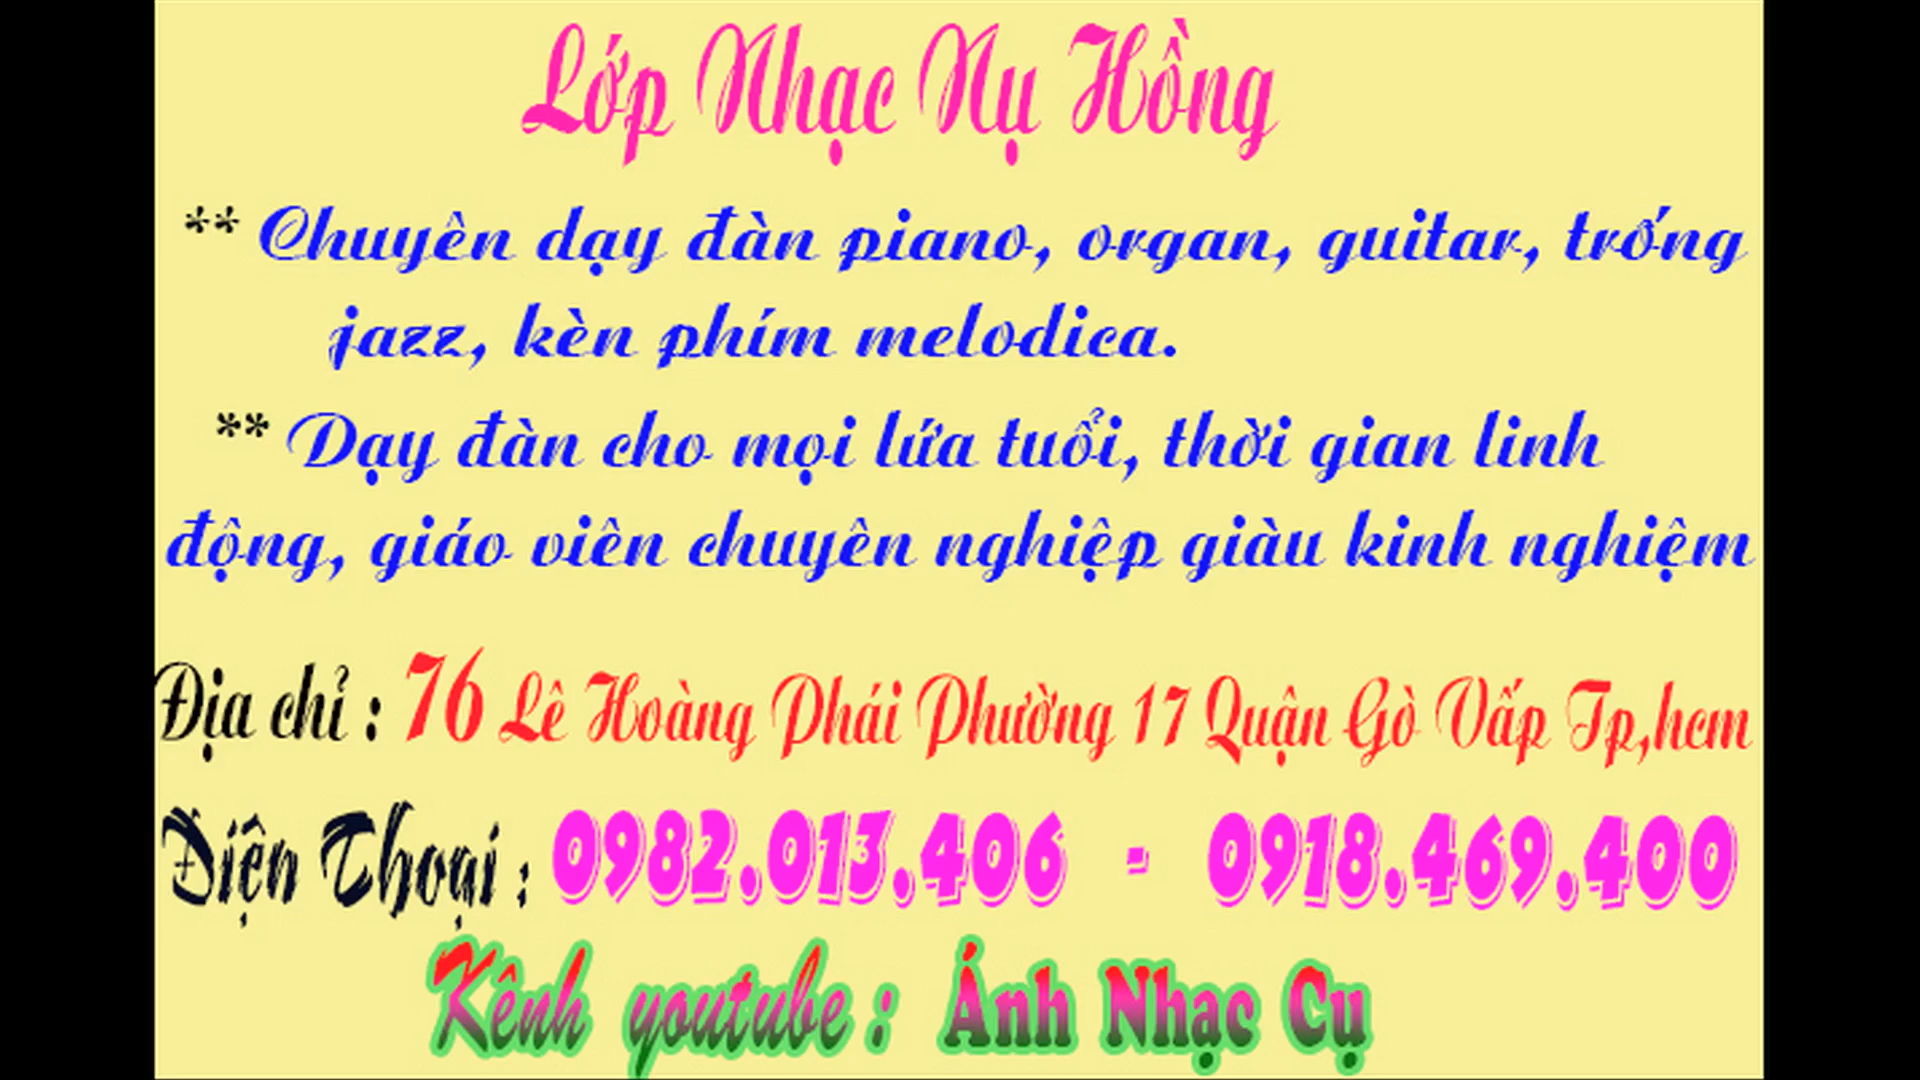 Lớp Nhạc Nụ Hồng
** Chuyên dạy đàn piano, organ, guitar, trống
jazz, kèn phím melodica.
** Dạy đàn cho mọi lứa tuổi, thời gian linh
động, giáo viên chuyên nghiệp giàu kinh nghiệm
Địa chỉ : 76 Lê Hoàng Phái Phường 17 Quận Gò Vấp Tp,hcm
Điện Thoại : 0982.013.406 - 0918.469.400
Kênh youtube : Ánh Nhạc Cụ